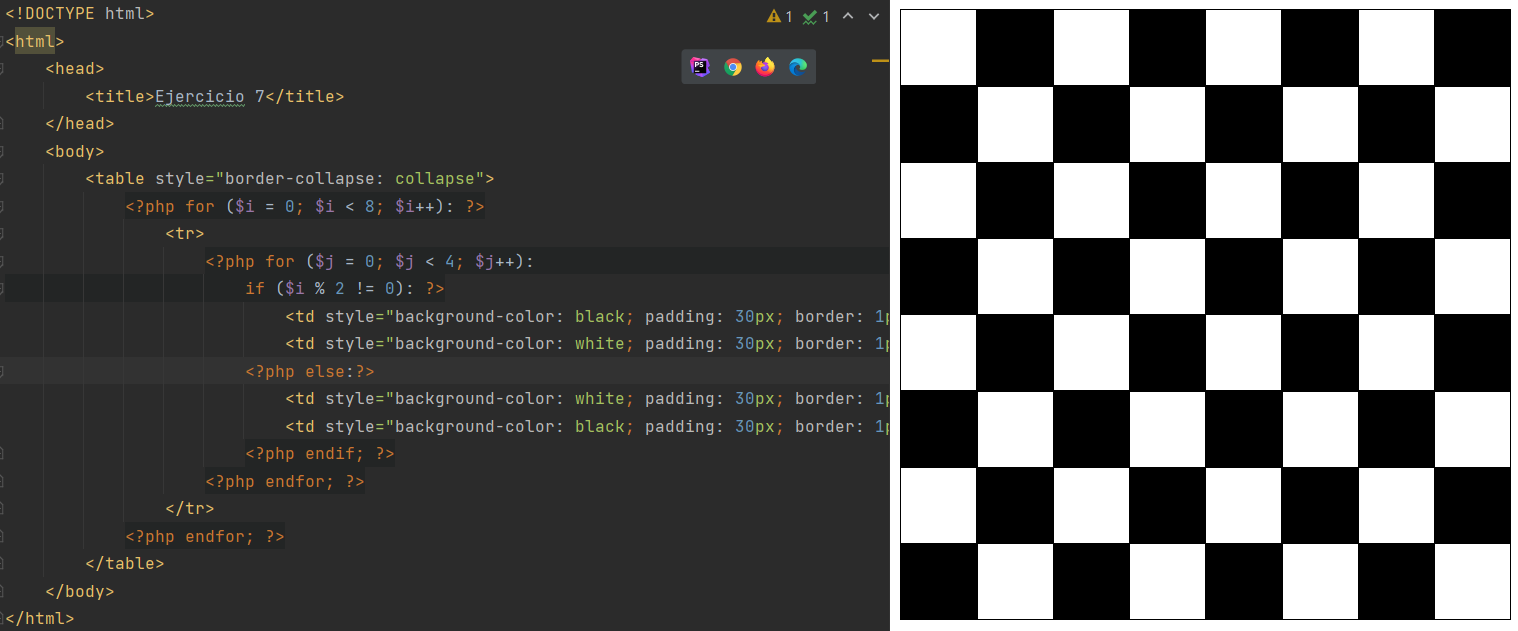 <!DOCTYPE html>
1 1
<html>
PS
<head>
<title>Ejercicio 7</title>
</head>
<body>
<table style="border-collapse: collapse">
<?php for ($i = 0; $i < 8; $i++): ?>
<tr>
<?php for ($j = 0; $j < 4; $j++):
if ($i % 2 != 0): ?>
<td style="background-color: black; padding: 30px; border: 1p
<td style="background-color: white; padding: 30px; border: 1p
<?php else:?>
<td style="background-color: white; padding: 30px; border: 1p
<td style="background-color: black; padding: 30px; border: 1p
<?php endif; ?>
<?php endfor; ?>
</tr>
<?php endfor; ?>
</table>
</body>
</html>